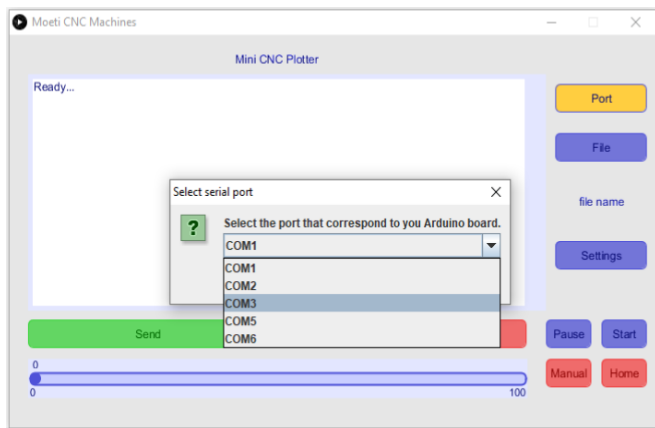 Moeti CNC Machines
Mini CNC Plotter
Ready...
Port
File
file name
Settings
Select serial port
?
Select the port that correspond to you Arduino board.
COM1
COM1
COM2
COM3
COM5
COM6
Send
Pause
Start
Manual
Home
0
0
100